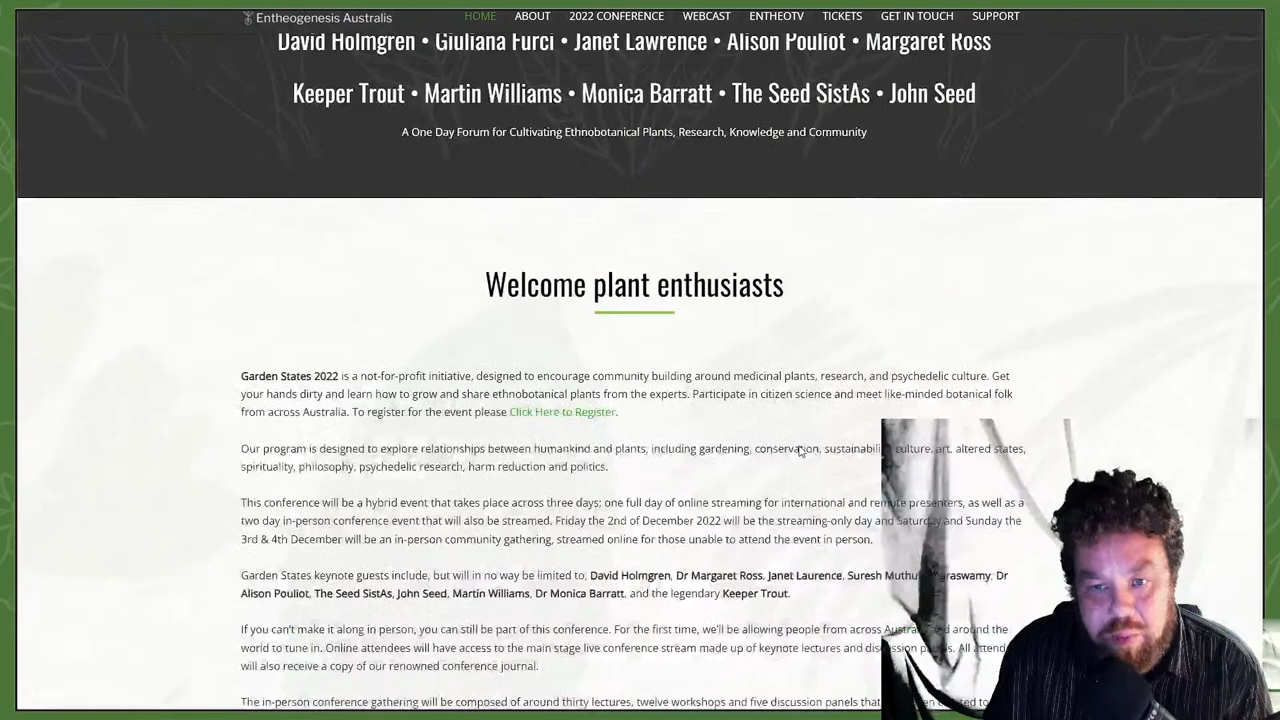 Entheogenesis Australis
HOME ABOUT 2022 CONFERENCE WEBCAST ENTHEOTV TICKETS GET IN TOUCH SUPPORT
David Holmgren • Giuliana Furci • Janet Lawrence • Alison Pouliot • Margaret Ross
Keeper Trout • Martin Williams • Monica Barratt • The Seed SistAs • John Seed
A One Day Forum for Cultivating Ethnobotanical Plants, Research, Knowledge and Community
Welcome plant enthusiasts
Garden States 2022 is a not-for-profit initiative, designed to encourage community building around medicinal plants, research, and psychedelic culture. Get
your hands dirty and learn how to grow and share ethnobotanical plants from the experts. Participate in citizen science and meet like-minded botanical folk
from across Australia. To register for the event please Click Here to Register.
Our program is designed to explore relationships between humankind and plants, including gardening, conservation, sustainabili culture, art, altered states,
spirituality, philosophy, psychedelic research, harm reduction and politics.
This conference will be a hybrid event that takes place across three days; one full day of online streaming for international and remote presenters, as well as a
two day in-person conference event that will also be streamed. Friday the 2nd of December 2022 will be the streaming-only day and Saturday and Sunday the
3rd & 4th December will be an in-person community gathering, streamed online for those unable to attend the event in person.
Garden States keynote guests include, but will in no way be limited to, David Holmgren, Dr Margaret Ross, Janet Laurence, Suresh Dr
Alison Pouliot, The Seed SistAs, John Seed, Martin Williams, Dr Monica Barratt, and the legendary Keeper Trout.
If you can't make it along in person, you can still be part of this conference. For the first time, we'll be allowing people from across and around the
world to tune in. Online attendees will have access to the main stage live conference stream made up of keynote lectures and discussion All
will also receive a copy of our renowned conference journal.
The in-person conference gathering will be composed of around thirty lectures, twelve workshops and five discussion panels that to